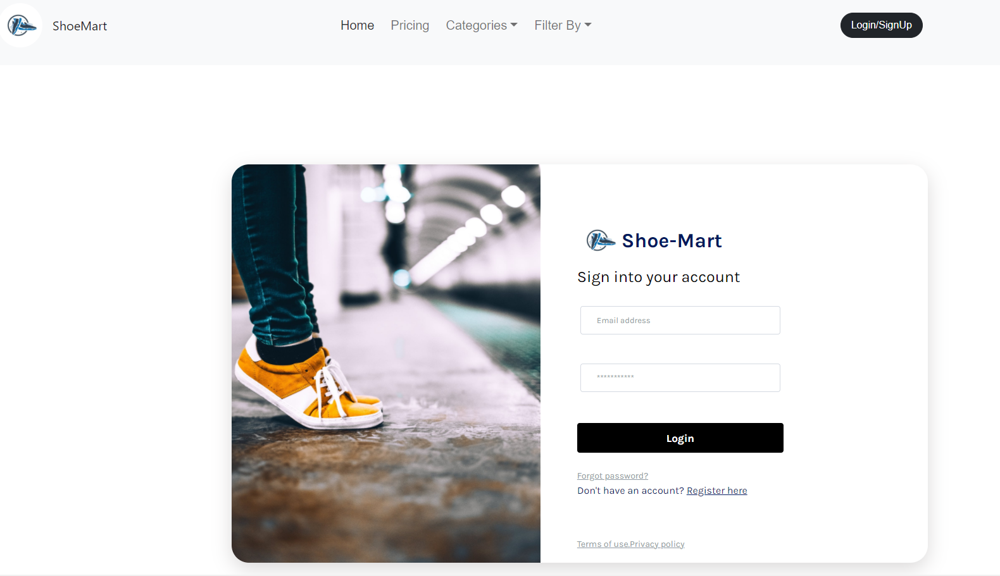 ShoeMart
Home Pricing Categories Filter By Login/SignUp
Shoe-Mart
Sign into your account
Email address
***********
Login
Forgot password?
Don't have an account? Register here
Terms of use.Privacy policy